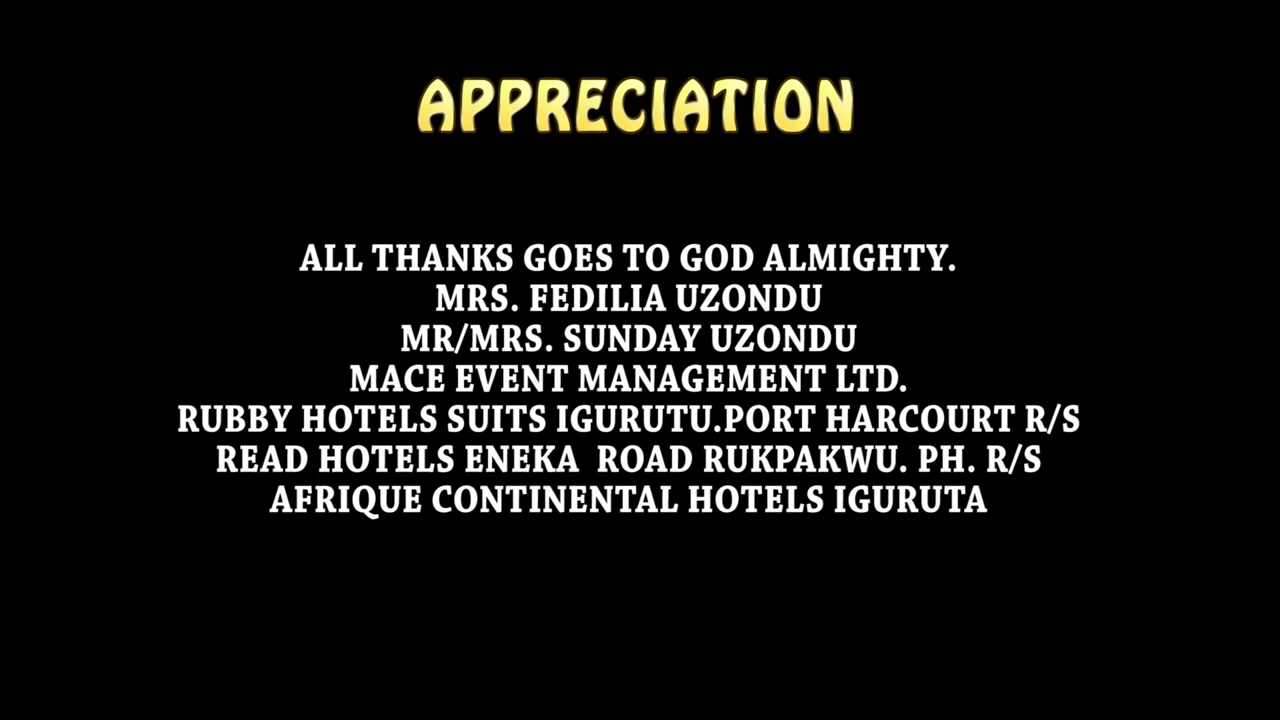 APPRECIATION
ALL THANKS GOES TO GOD ALMIGHTY.
MRS. FEDILIA UZONDU
MR/MRS. SUNDAY UZONDU
MACE EVENT MANAGEMENT LTD.
RUBBY HOTELS SUITS IGURUTU.PORT HARCOURT R/S
READ HOTELS ENEKA ROAD RUKPAKWU. PH. R/S
AFRIQUE CONTINENTAL HOTELS IGURUTA